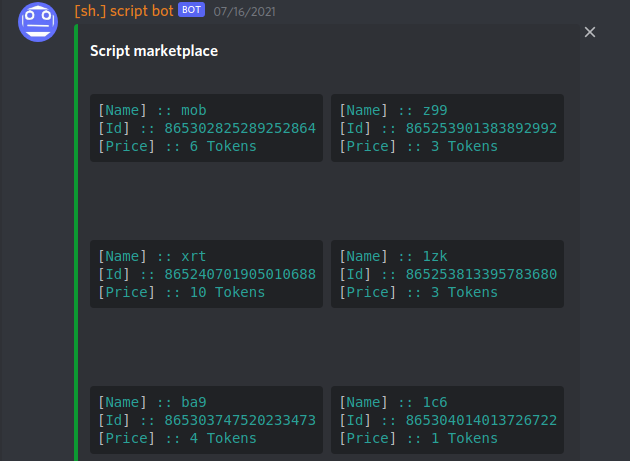 [sh.] script bot BOT 07/16/2021
Script marketplace
[Name] :: mob
[Id] :: 865302825289252864
[Price] :: 6 Tokens
[Name] :: z99
[Id] :: 865253901383892992
[Price] :: 3 Tokens
[Name] :: xrt
[Id] :: 865240701905010688
[Price] :: 10 Tokens
[Name] :: 1zk
[Id] :: 865253813395783680
[Price] :: 3 Tokens
[Name] :: ba9
[Id] :: 865303747520233473
[Price] :: 4 Tokens
[Name] :: 1c6
[Id] :: 865304014013726722
[Price] :: 1 Tokens